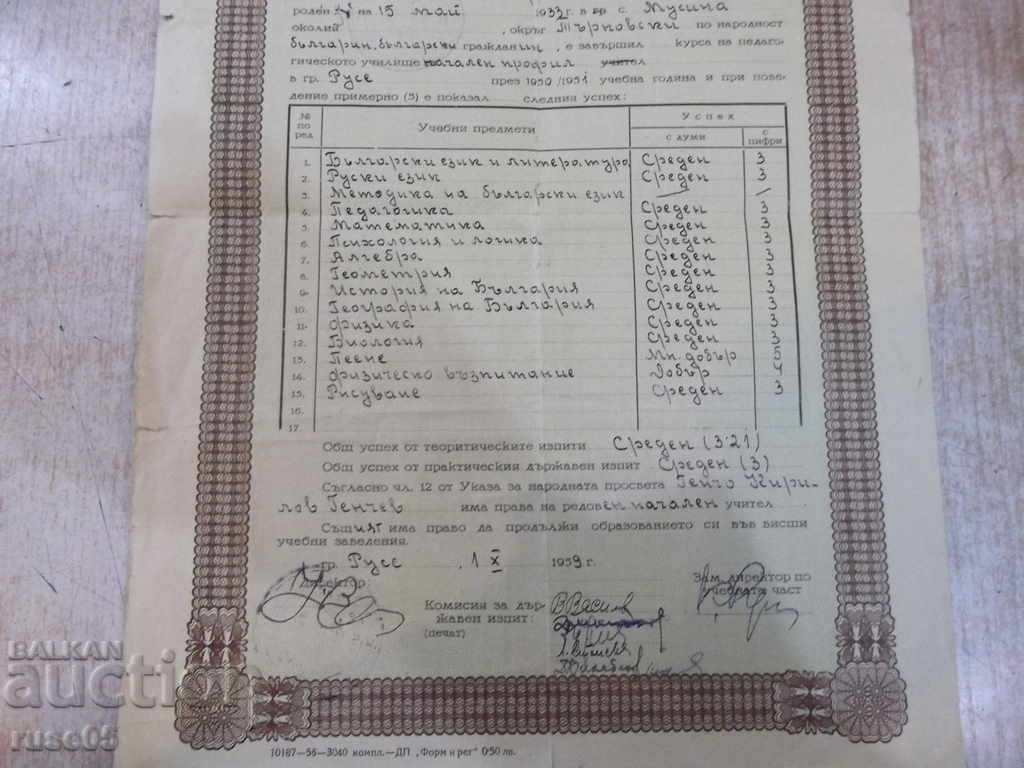 роден на 15 май 1933 г. в с. Мусина
околия , окръг Търновски по народност
българин, български гражданин, е завършил курса на педаго-
гическото училище начален профил учител
в гр. Русе през 1950/1951 учебна година и при пове-
дение примерно (5) е показал следния успех:
№ по ред Учебни предмети Успех
с думи с цифри
1. Български език и литература Среден 3
2. Руски език Среден 3
3. Методика на български език — —
4. Педагогика Среден 3
5. Математика Среден 3
6. Психология и логика Среден 3
7. Алгебра Среден 3
8. Геометрия Среден 3
9. История на България Среден 3
10. География на България Среден 3
11. физика Среден 3
12. Биология Среден 3
13. Пеене Мн. добър 5
14. физическо възпитание Добър 4
15. Рисуване Среден 3
16.
17.
Общ успех от теоритическите изпити Среден (3.21)
Общ успех от практическия държавен изпит Среден (3)
Съгласно чл. 12 от Указа за народната просвета Генчо Кири-
лов Генчев има права на редовен начален учител
Същият има право да продължи образованието си във висши
учебни заведения.
гр. Русе 1 X 1959 г.
Директор: Зам. директор по
учебната част
Комисия за дър-
жавен изпит:
(печат)
В Василв
BALKAN
auction
ruse05
10187—56—3040 компл.—ДП „Форм и рег" 0·50 лв.